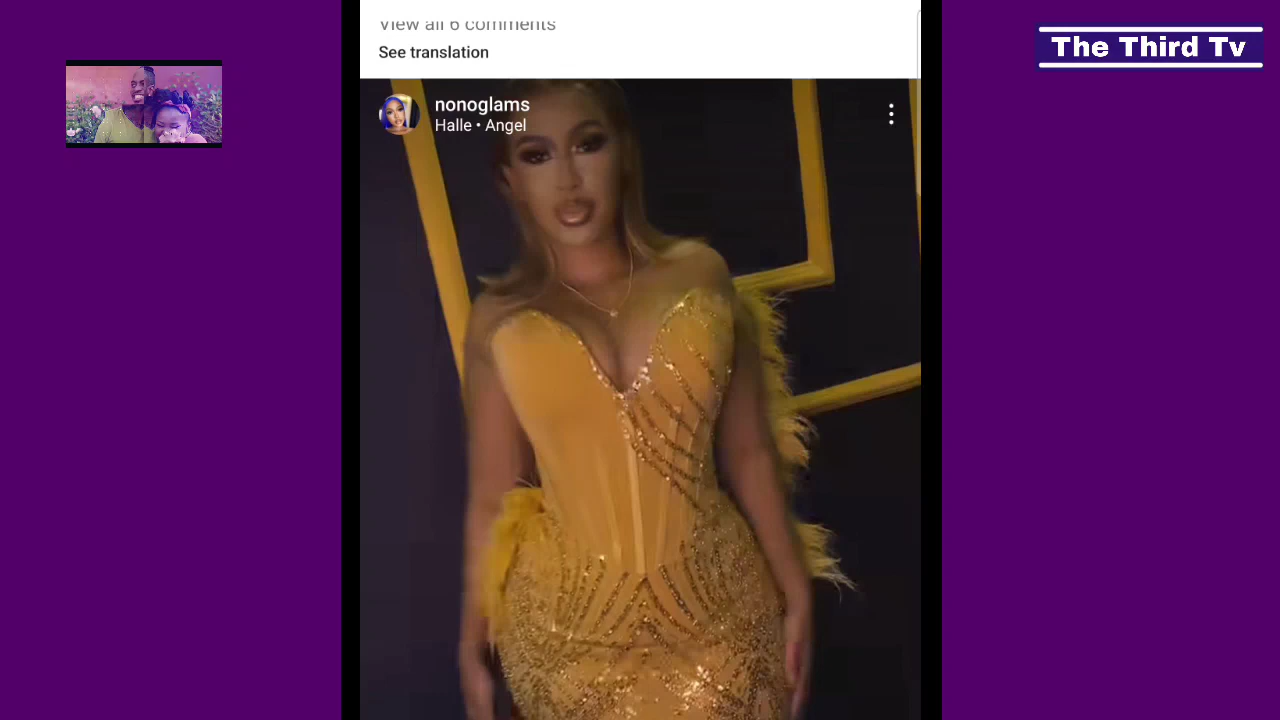 View all 6 comments
See translation
The Third Tv
nonoglams
Halle • Angel